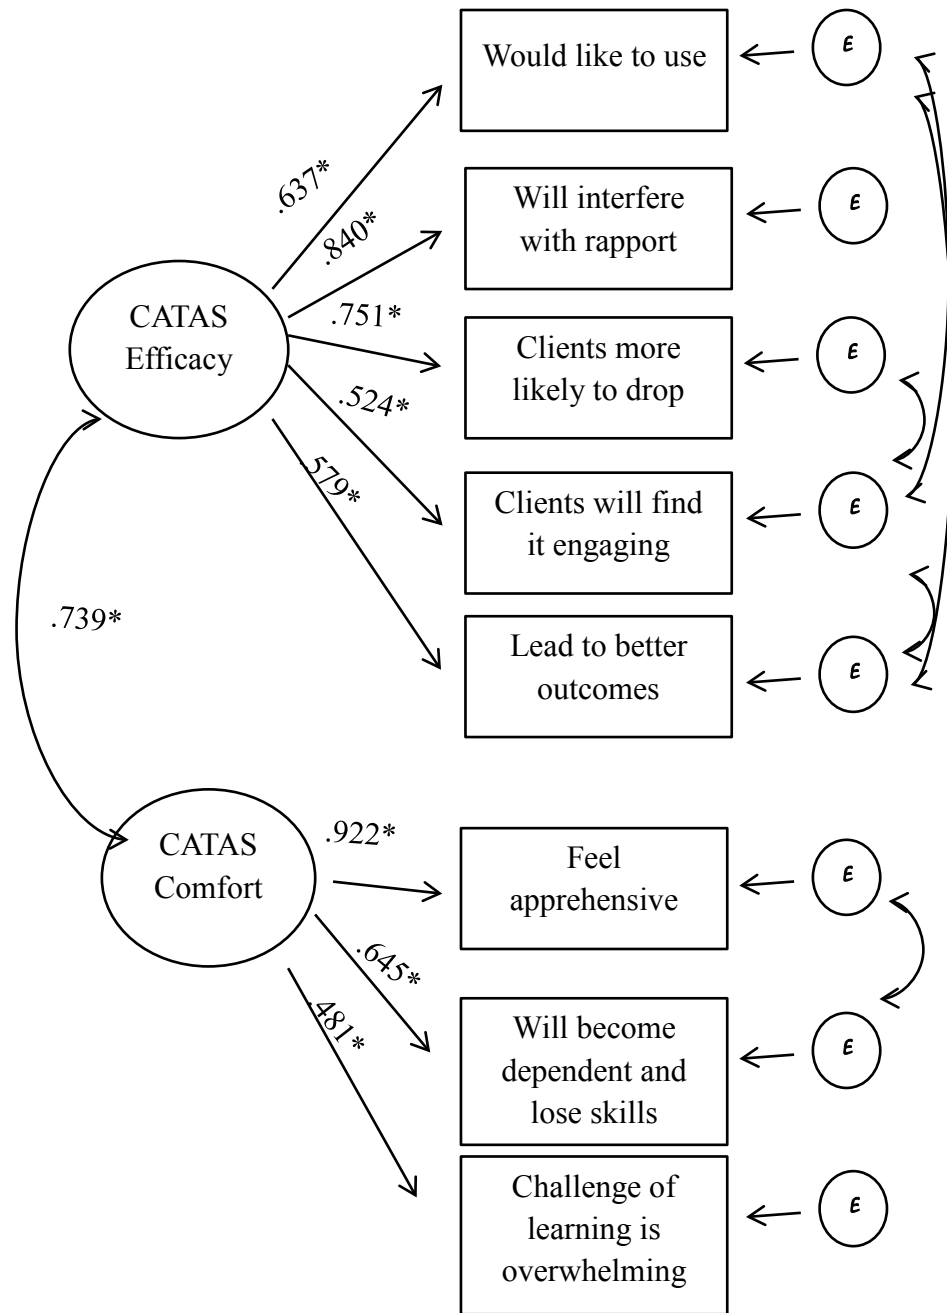 Would like to use
E
.637*
Will interfere
with rapport
E
.840*
CATAS
Efficacy
.751*
Clients more
likely to drop
E
.524*
Clients will find
it engaging
E
.579*
Lead to better
outcomes
E
.739*
CATAS
Comfort
.922*
Feel
apprehensive
E
.645*
Will become
dependent and
lose skills
E
.481*
Challenge of
learning is
overwhelming
E